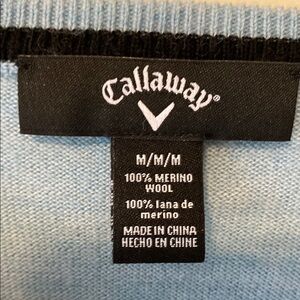 Callaway®
M/M/M
100% MERINO
WOOL
100% lana de
merino
MADE IN CHINA
HECHO EN CHINE